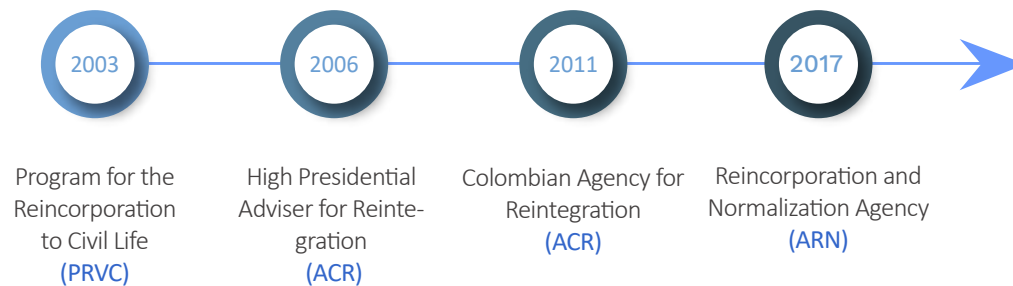 2003
2006
2011
2017
Program for the
Reincorporation
to Civil Life
(PRVC)
High Presidential
Adviser for Reinte-
gration
(ACR)
Colombian Agency for
Reintegration
(ACR)
Reincorporation and
Normalization Agency
(ARN)